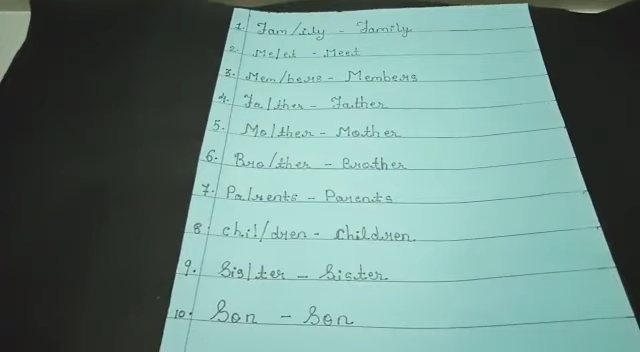 1. Fam/ily - Family
2. Me/et - Meet
3. Mem/bers - Members
4. Fa/ther - Father
5. Mo/ther - Mother
6. Bro/ther - Brother
7. Pa/rents - Parents
8. chil/dren - children
9. Sis/ter - Sister
10. Son - Son